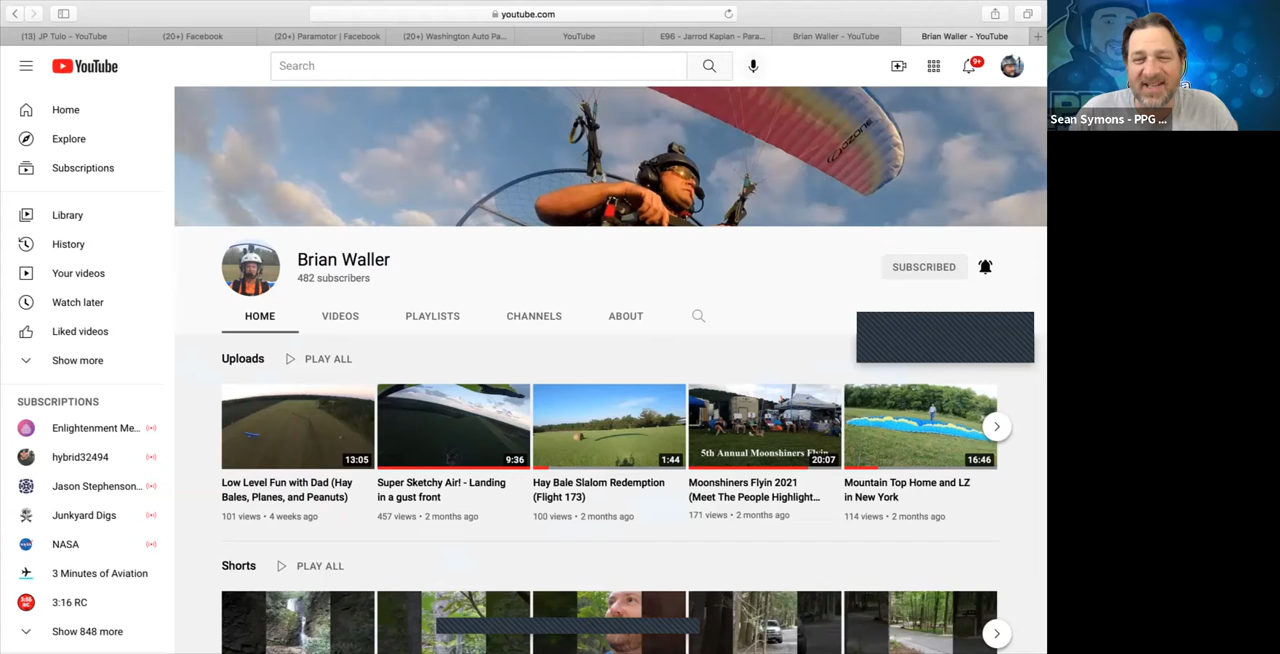 youtube.com
(13) JP Tulo - YouTube
(20+) Facebook
(20+) Paramotor | Facebook
(20+) Washington Auto Pa...
YouTube
E96 - Jarrod Kaplan - Para...
Brian Waller - YouTube
Brian Waller - YouTube
YouTube
Search
9+
Sean Symons - PPG ...
Home
Explore
Subscriptions
Library
History
Your videos
Watch later
Liked videos
Show more
SUBSCRIPTIONS
Enlightenment Me...
hybrid32494
Jason Stephenson...
Junkyard Digs
NASA
3 Minutes of Aviation
3:16 RC
Show 848 more
OZONE
Brian Waller
482 subscribers
SUBSCRIBED
HOME
VIDEOS
PLAYLISTS
CHANNELS
ABOUT
Uploads
PLAY ALL
13:05
9:36
1:44
5th Annual Moonshiners Flyin
20:07
16:46
Low Level Fun with Dad (Hay
Bales, Planes, and Peanuts)
101 views • 4 weeks ago
Super Sketchy Air! - Landing
in a gust front
457 views • 2 months ago
Hay Bale Slalom Redemption
(Flight 173)
100 views • 2 months ago
Moonshiners Flyin 2021
(Meet The People Highlight...
171 views • 2 months ago
Mountain Top Home and LZ
in New York
114 views • 2 months ago
Shorts
PLAY ALL